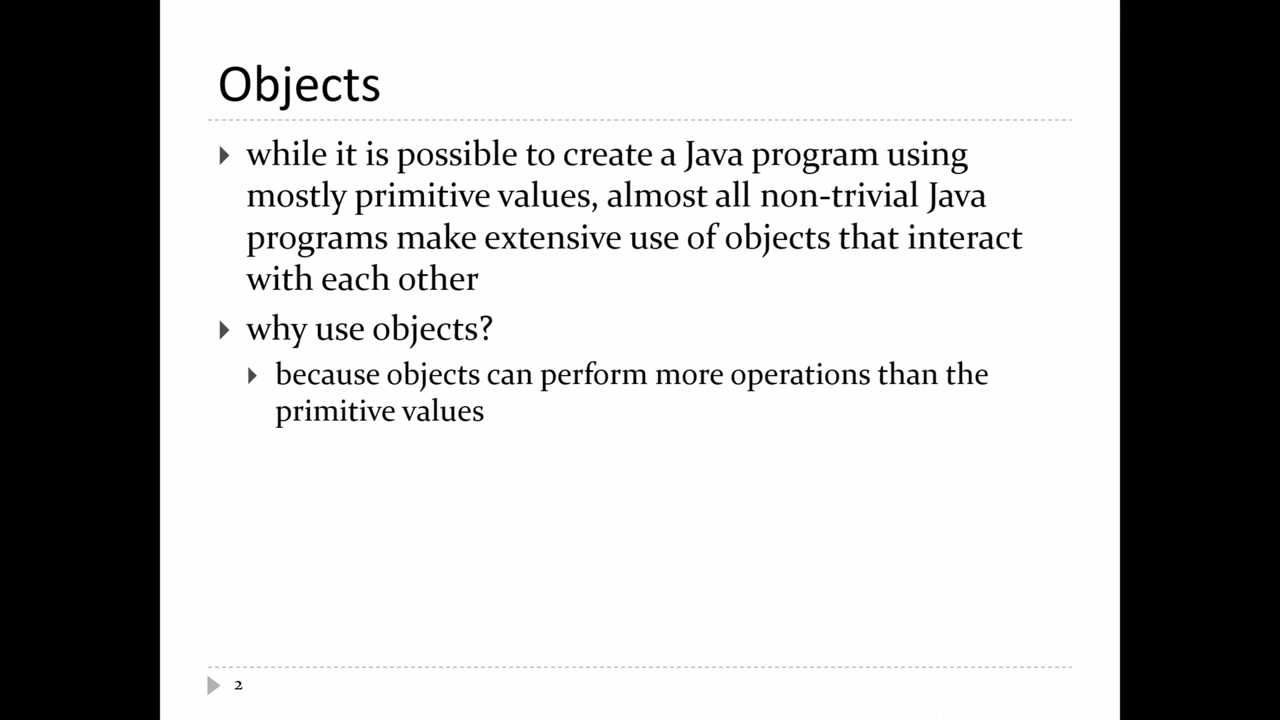 Objects
while it is possible to create a Java program using
mostly primitive values, almost all non-trivial Java
programs make extensive use of objects that interact
with each other
why use objects?
because objects can perform more operations than the
primitive values
2